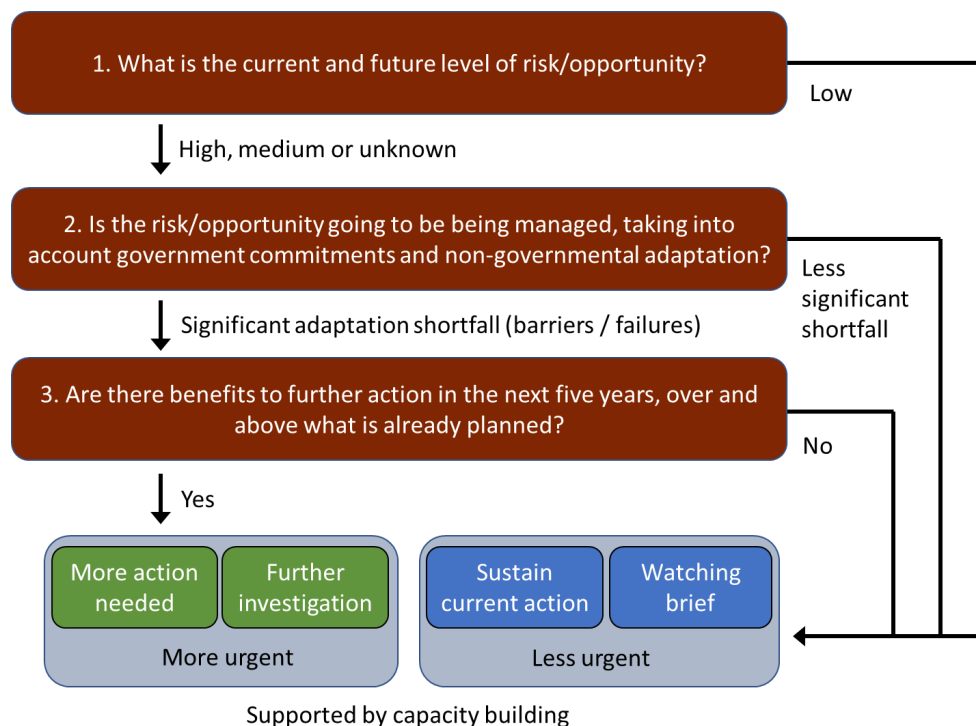 1. What is the current and future level of risk/opportunity?
Low
High, medium or unknown
2. Is the risk/opportunity going to be being managed, taking into
account government commitments and non-governmental adaptation?
Less
significant
shortfall
Significant adaptation shortfall (barriers / failures)
3. Are there benefits to further action in the next five years, over and
above what is already planned?
No
Yes
More action
needed
Further
investigation
More urgent
Sustain
current action
Watching
brief
Less urgent
Supported by capacity building